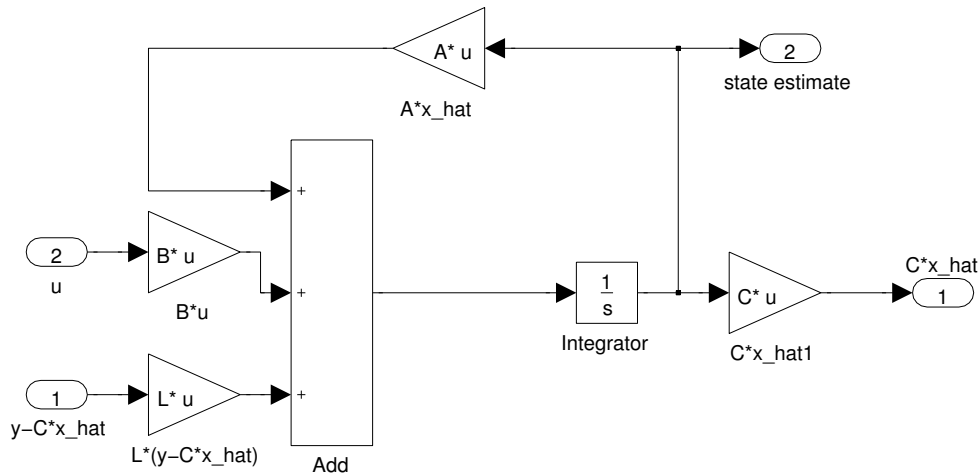 A* u
A*x_hat
2
state estimate
+
2
u
B* u
B*u
+
1
s
Integrator
C* u
C*x_hat1
C*x_hat
1
1
y−C*x_hat
L* u
L*(y−C*x_hat)
+
Add